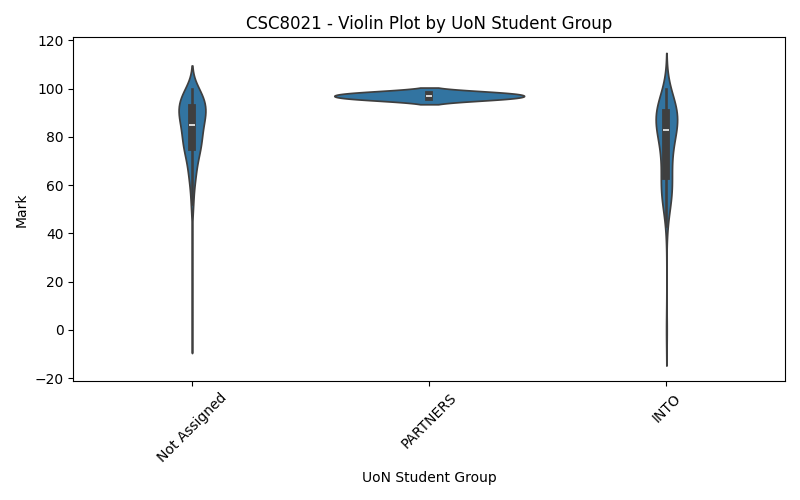 CSC8021 - Violin Plot by UoN Student Group
120
100
80
60
40
20
0
−20
Mark
Not Assigned
PARTNERS
INTO
UoN Student Group